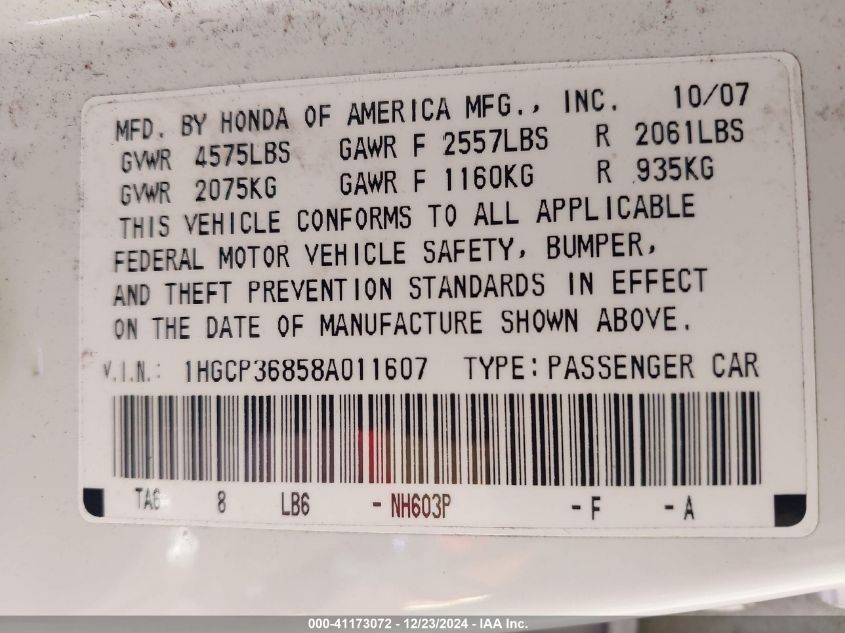 MFD. BY HONDA OF AMERICA MFG., INC. 10/07
GVWR 4575LBS GAWR F 2557LBS R 2061LBS
GVWR 2075KG GAWR F 1160KG R 935KG
THIS VEHICLE CONFORMS TO ALL APPLICABLE
FEDERAL MOTOR VEHICLE SAFETY, BUMPER,
AND THEFT PREVENTION STANDARDS IN EFFECT
ON THE DATE OF MANUFACTURE SHOWN ABOVE.
V.I.N.: 1HGCP36858A011607 TYPE: PASSENGER CAR
TA6 8 LB6 - NH603P - F - A
000-41173072 - 12/23/2024 - IAA Inc.